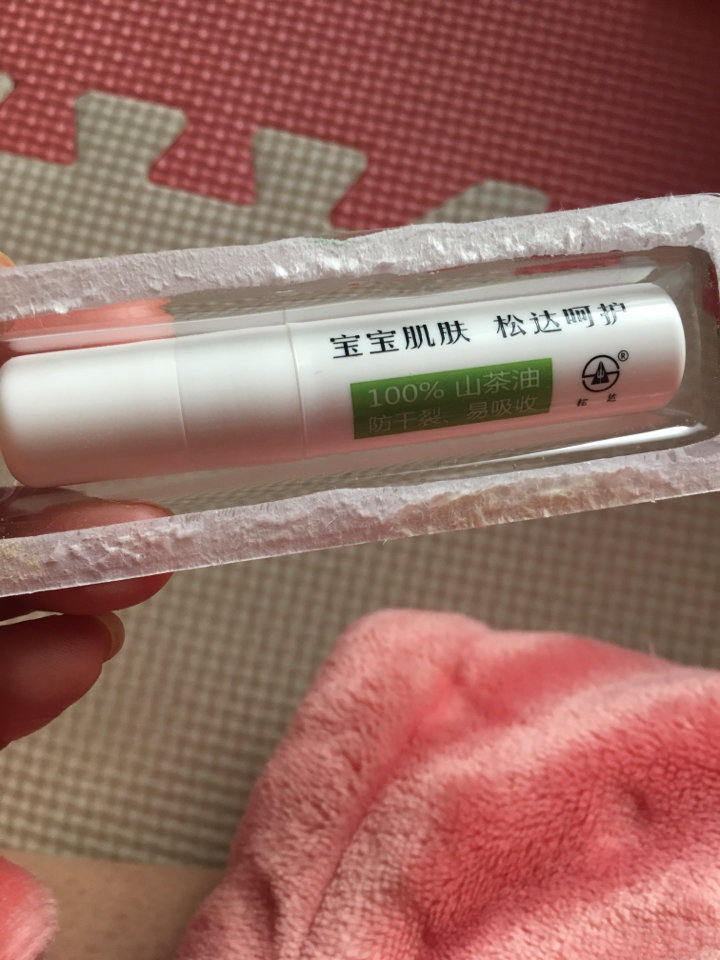 宝宝肌肤 松达呵护
100% 山茶油
防干裂、易吸收
®
松 达